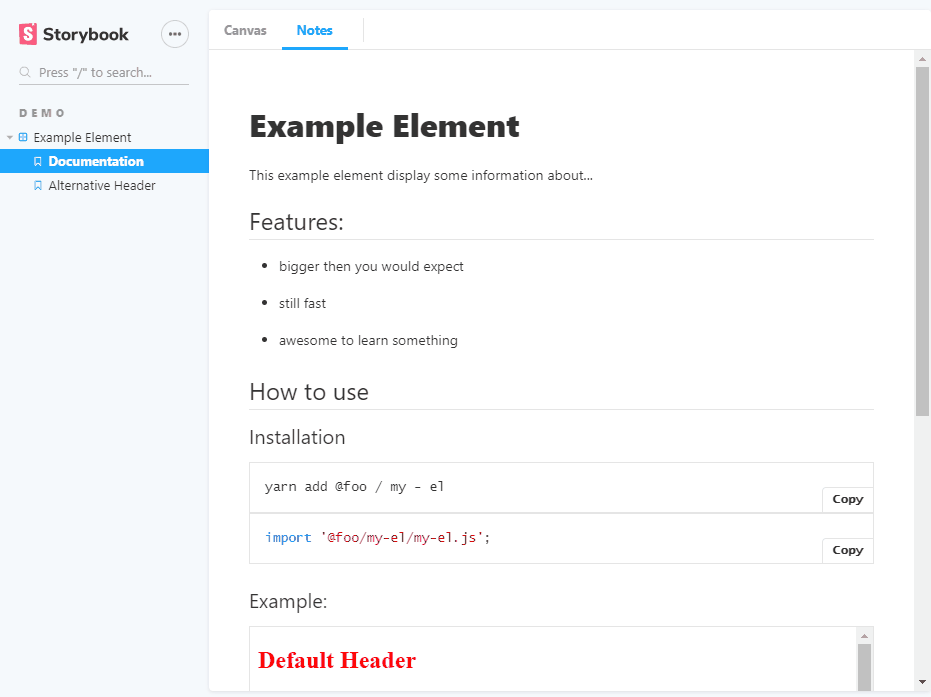 Storybook
Press "/" to search...
DEMO
Example Element
Documentation
Alternative Header
Canvas Notes
Example Element
This example element display some information about...
Features:
bigger then you would expect
still fast
awesome to learn something
How to use
Installation
yarn add @foo / my - el
Copy
import '@foo/my-el/my-el.js';
Copy
Example:
Default Header